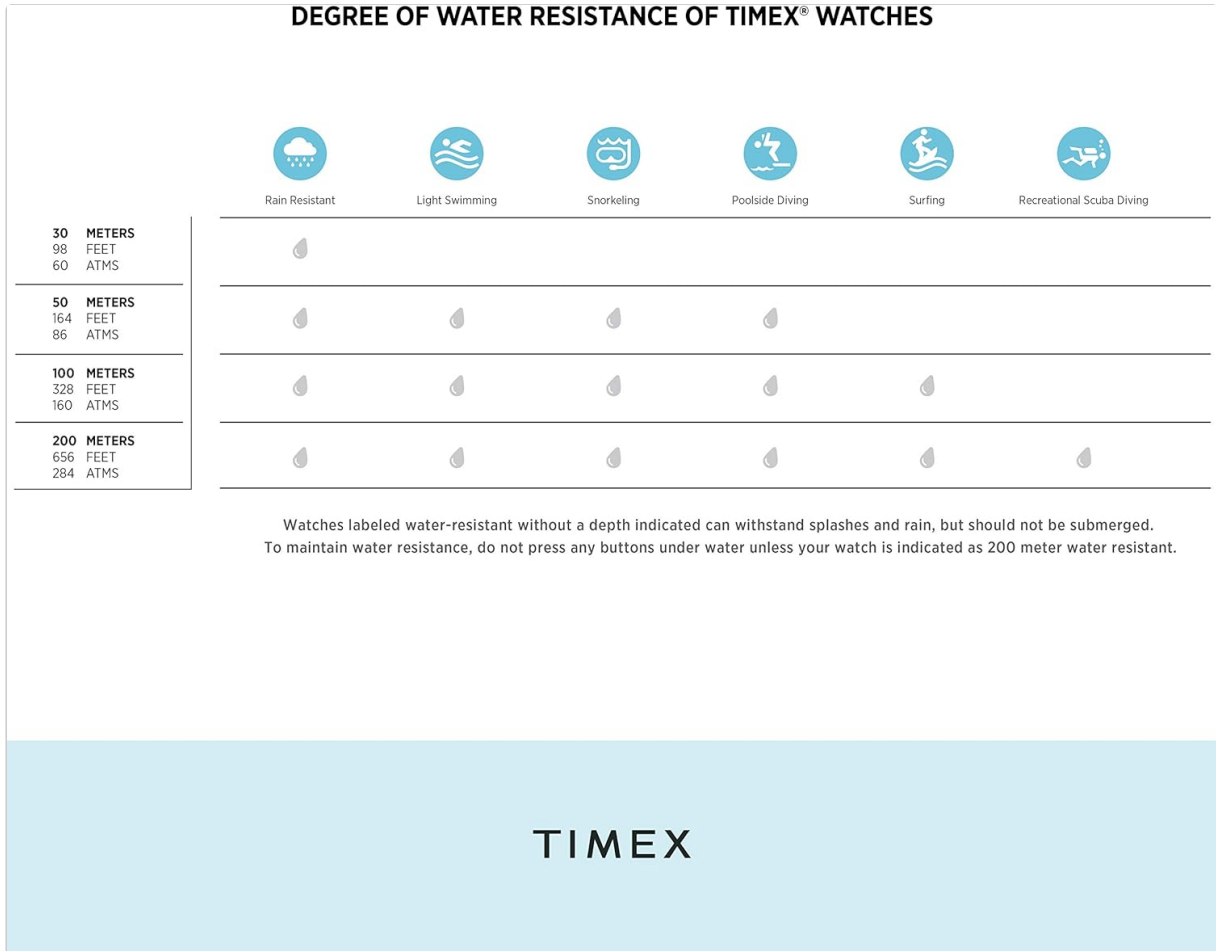 DEGREE OF WATER RESISTANCE OF TIMEX® WATCHES
Rain Resistant
Light Swimming
Snorkeling
Poolside Diving
Surfing
Recreational Scuba Diving
30 METERS
98 FEET
60 ATMS
50 METERS
164 FEET
86 ATMS
100 METERS
328 FEET
160 ATMS
200 METERS
656 FEET
284 ATMS
Watches labeled water-resistant without a depth indicated can withstand splashes and rain, but should not be submerged.
To maintain water resistance, do not press any buttons under water unless your watch is indicated as 200 meter water resistant.
TIMEX